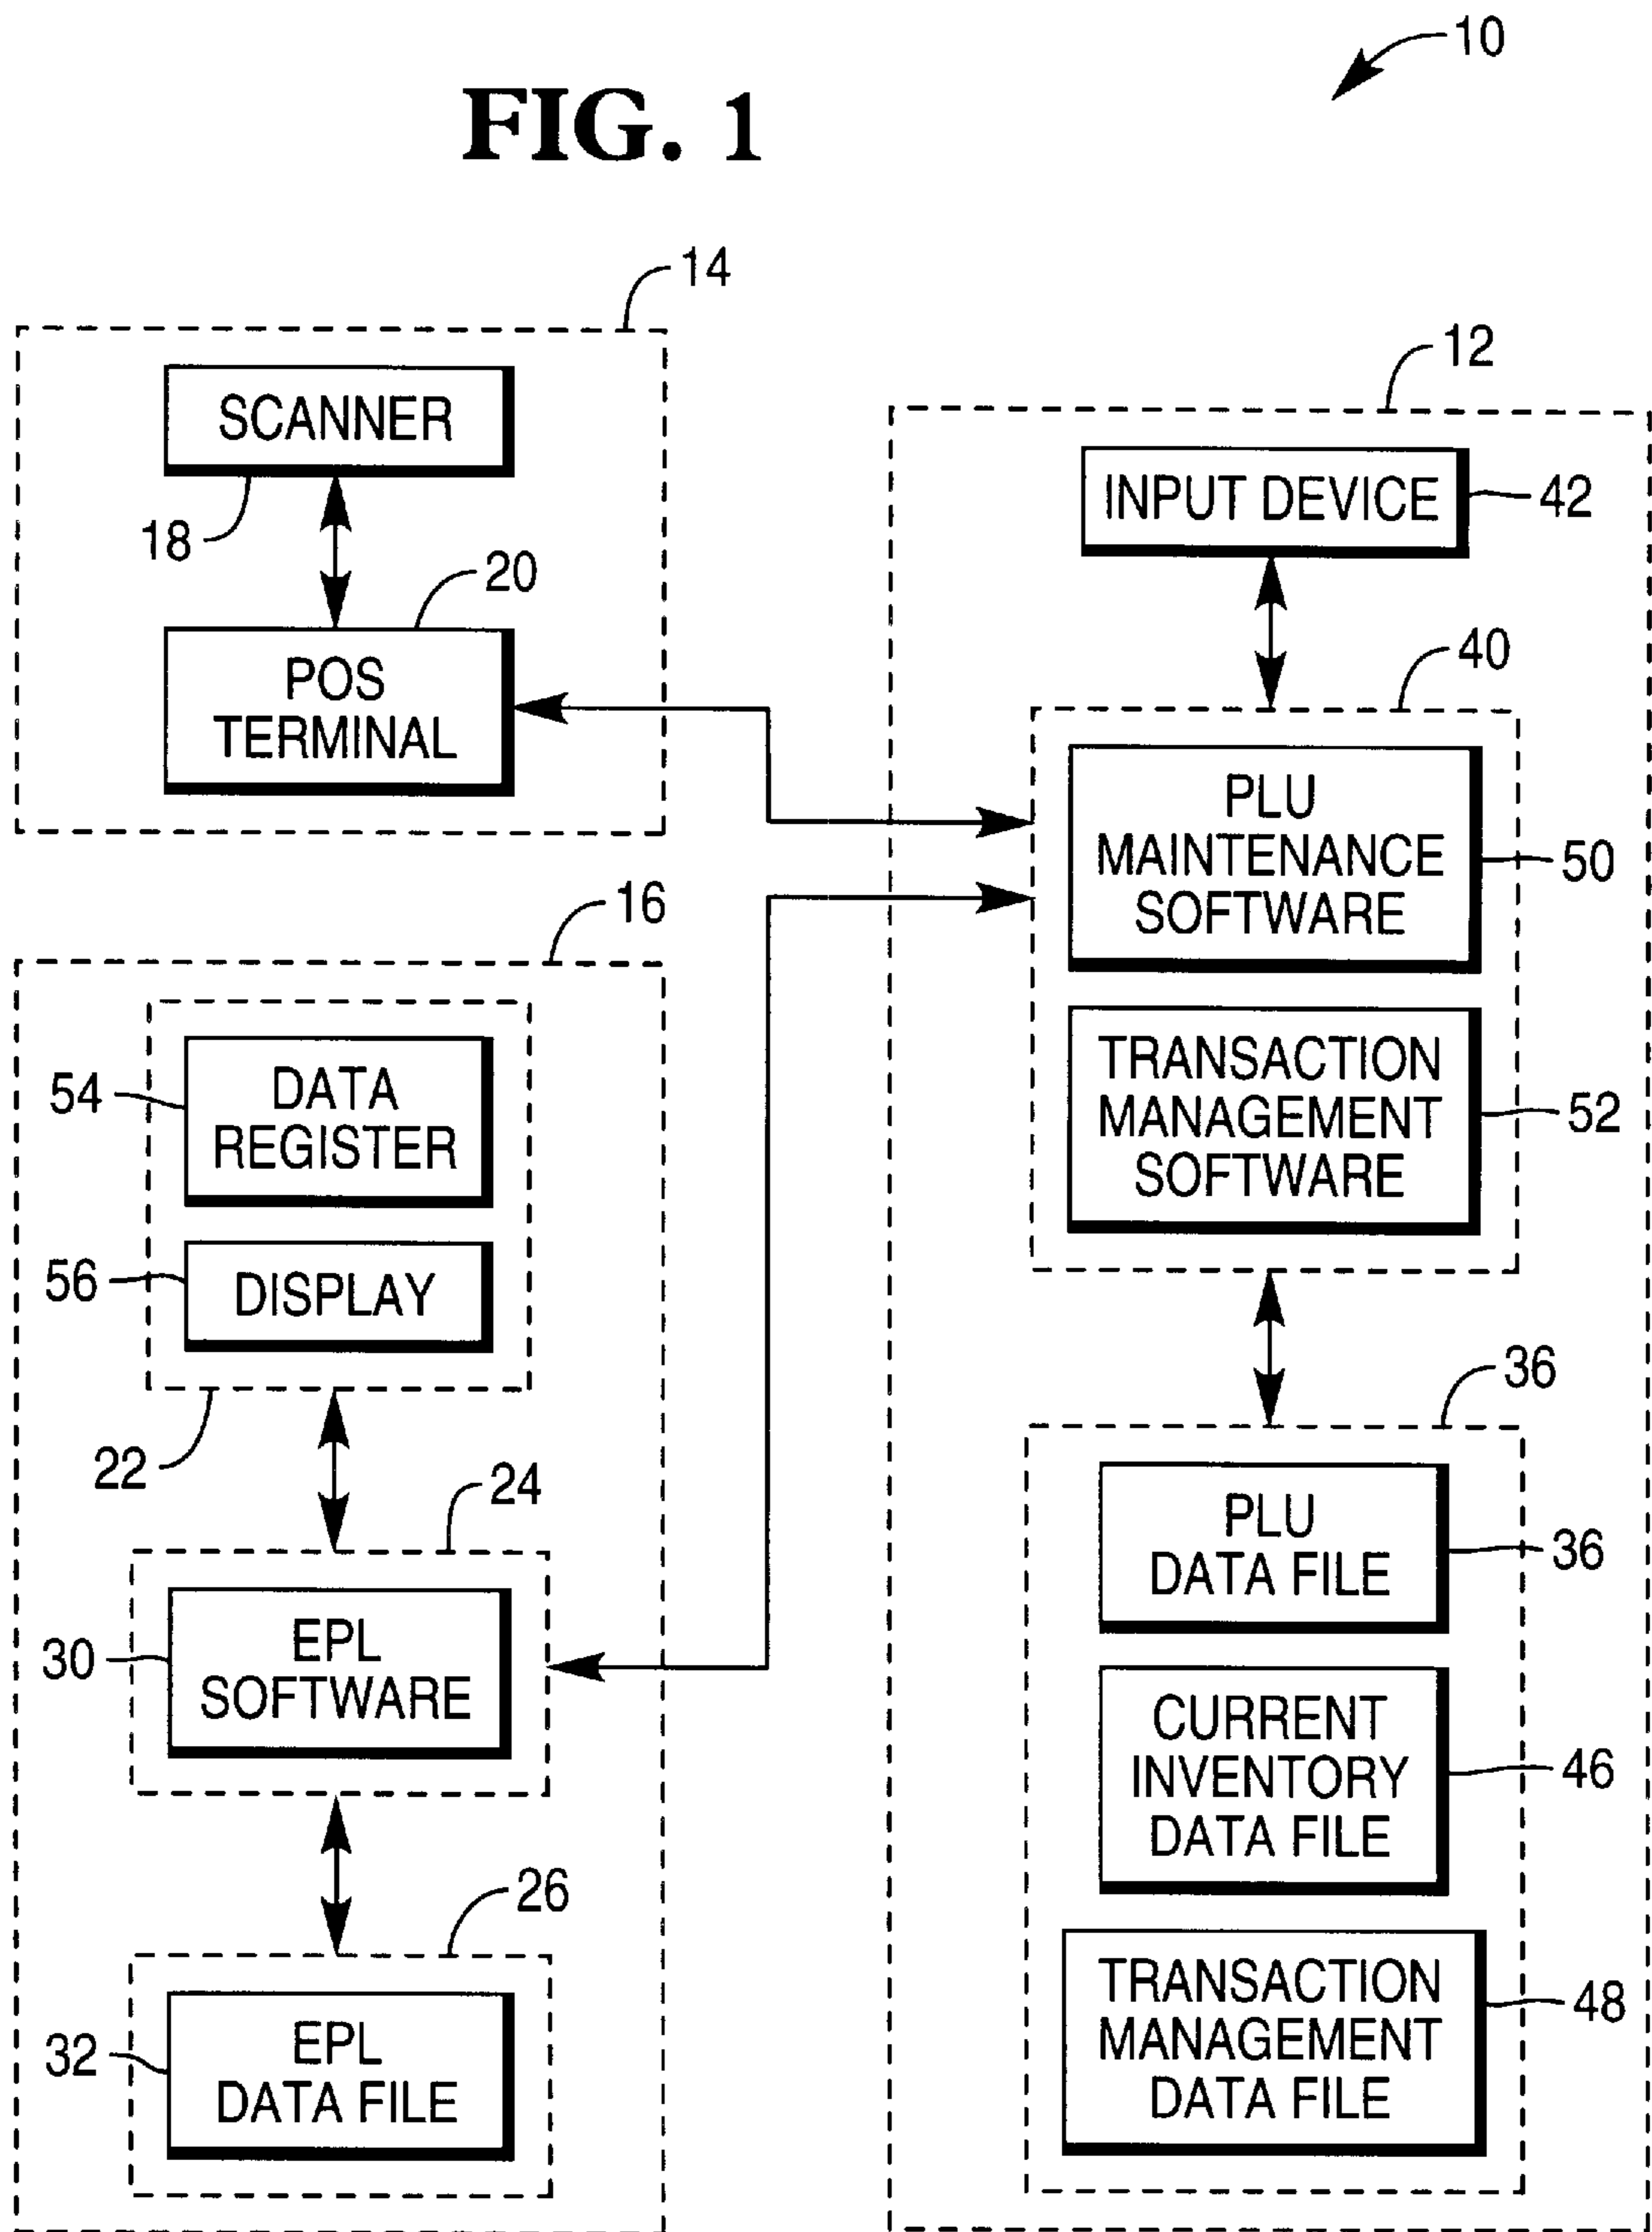 10
FIG. 1
14
SCANNER
18
20
POS
TERMINAL
12
INPUT DEVICE
42
40
PLU
MAINTENANCE
SOFTWARE
50
TRANSACTION
MANAGEMENT
SOFTWARE
52
16
54
DATA
REGISTER
56
DISPLAY
22
24
30
EPL
SOFTWARE
26
32
EPL
DATA FILE
36
PLU
DATA FILE
36
CURRENT
INVENTORY
DATA FILE
46
TRANSACTION
MANAGEMENT
DATA FILE
48